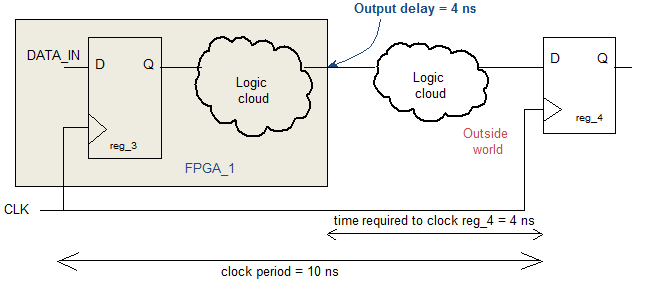 Output delay = 4 ns
DATA_IN
D
Q
Logic
cloud
reg_3
FPGA_1
Logic
cloud
Outside
world
D
Q
reg_4
CLK
time required to clock reg_4 = 4 ns
clock period = 10 ns